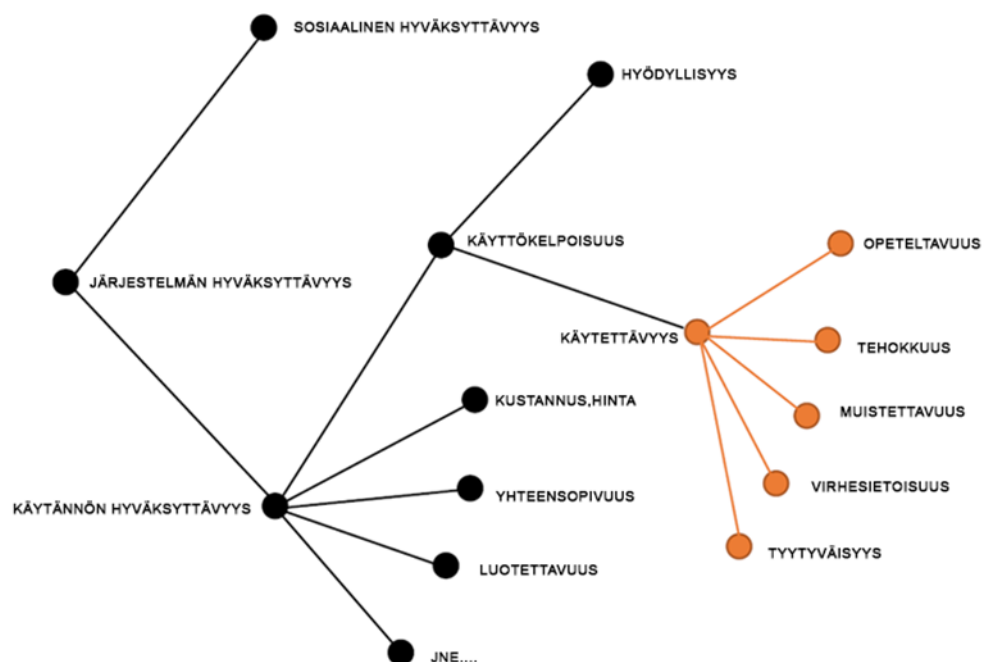 SOSIAALINEN HYVÄKSYTTÄVYYS
HYÖDYLLISYYS
KÄYTTÖKELPOISUUS
OPETELTAVUUS
JÄRJESTELMÄN HYVÄKSYTTÄVYYS
KÄYTETTÄVYYS
TEHOKKUUS
KUSTANNUS,HINTA
MUISTETTAVUUS
VIRHESIETOISUUS
YHTEENSOPIVUUS
KÄYTÄNNÖN HYVÄKSYTTÄVYYS
TYYTYVÄISYYS
LUOTETTAVUUS
JNE....